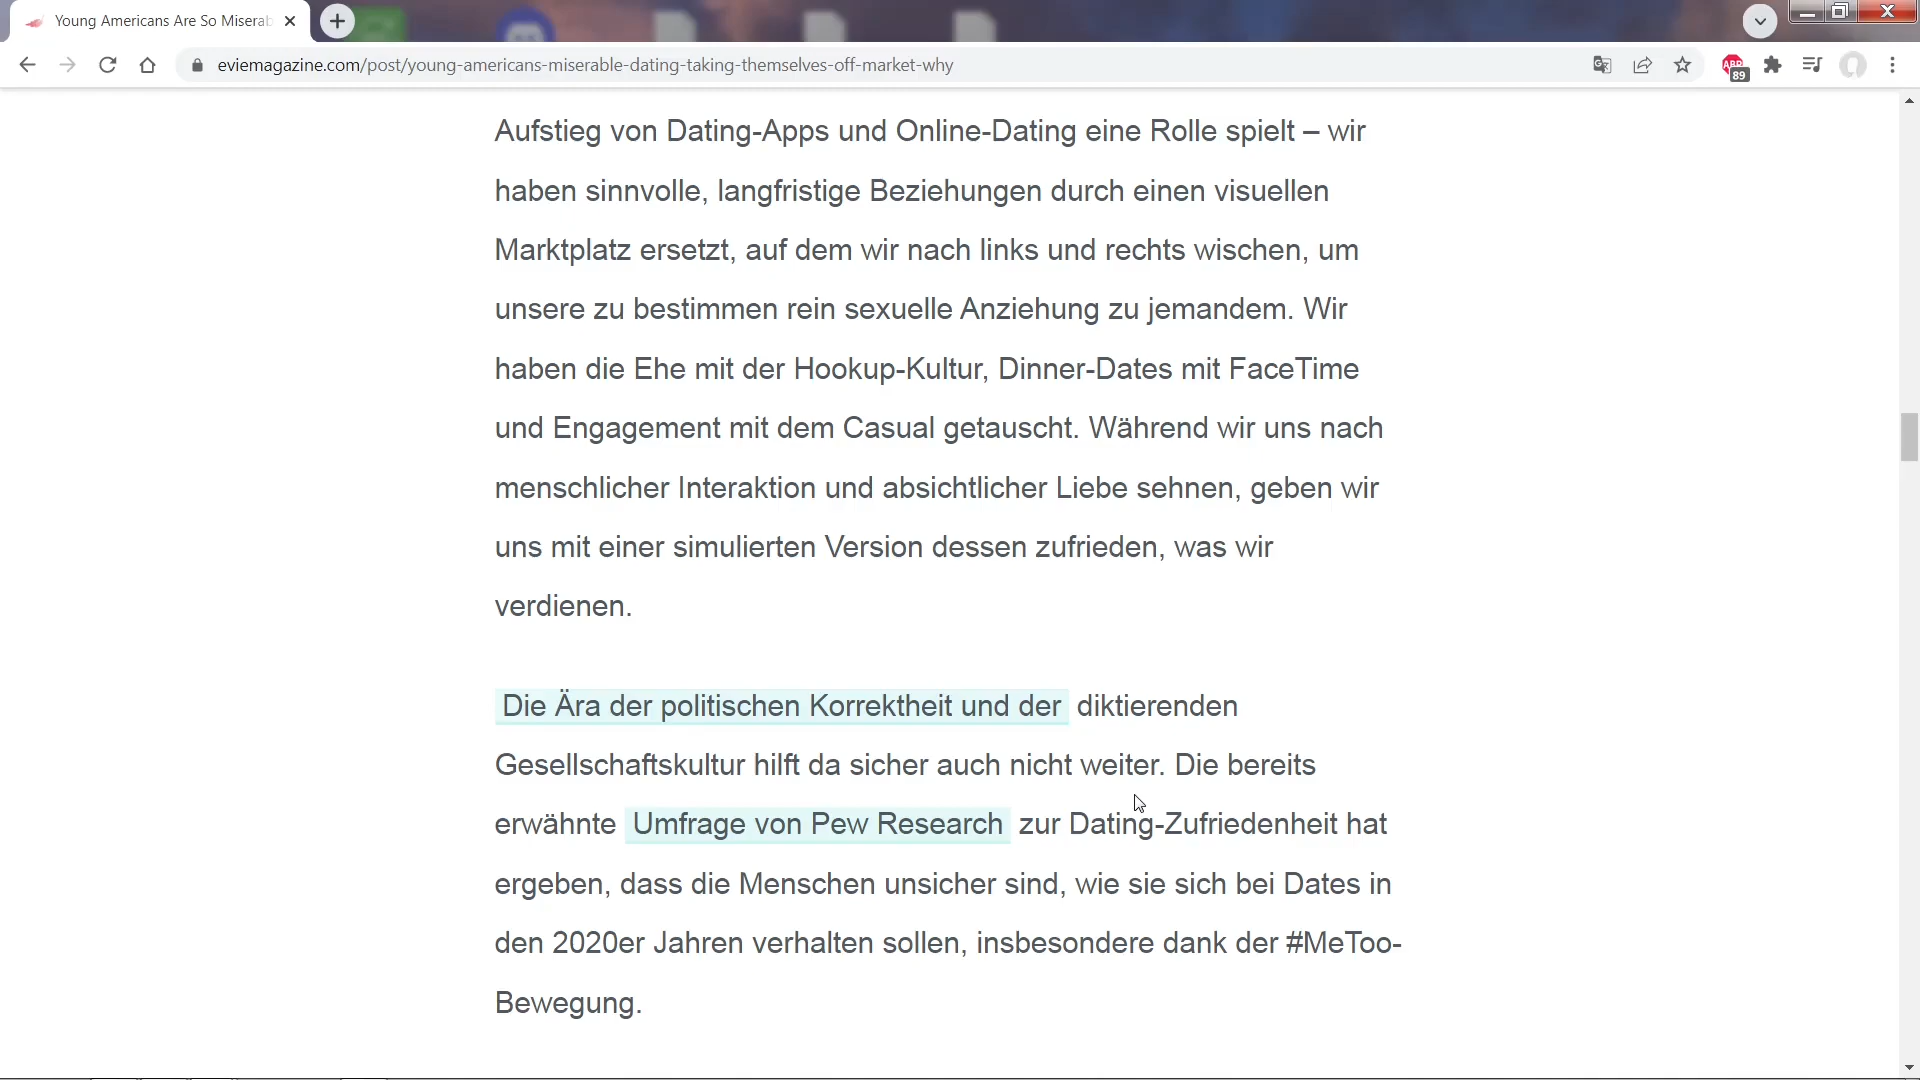 Young Americans Are So Miserab
eviemagazine.com/post/young-americans-miserable-dating-taking-themselves-off-market-why
ABP
89
Aufstieg von Dating-Apps und Online-Dating eine Rolle spielt – wir
haben sinnvolle, langfristige Beziehungen durch einen visuellen
Marktplatz ersetzt, auf dem wir nach links und rechts wischen, um
unsere zu bestimmen rein sexuelle Anziehung zu jemandem. Wir
haben die Ehe mit der Hookup-Kultur, Dinner-Dates mit FaceTime
und Engagement mit dem Casual getauscht. Während wir uns nach
menschlicher Interaktion und absichtlicher Liebe sehnen, geben wir
uns mit einer simulierten Version dessen zufrieden, was wir
verdienen.
Die Ära der politischen Korrektheit und der diktierenden
Gesellschaftskultur hilft da sicher auch nicht weiter. Die bereits
erwähnte Umfrage von Pew Research zur Dating-Zufriedenheit hat
ergeben, dass die Menschen unsicher sind, wie sie sich bei Dates in
den 2020er Jahren verhalten sollen, insbesondere dank der #MeToo-
Bewegung.